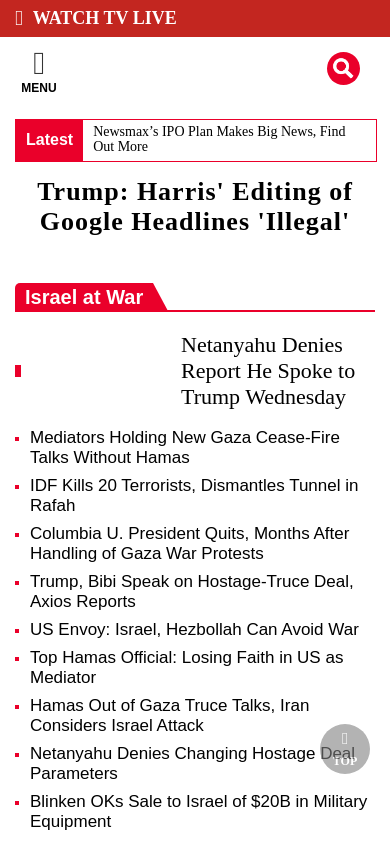 WATCH TV LIVE
MENU
Latest
Newsmax’s IPO Plan Makes Big News, Find
Out More
Trump: Harris' Editing of
Google Headlines 'Illegal'
Israel at War
Netanyahu Denies
Report He Spoke to
Trump Wednesday
Mediators Holding New Gaza Cease-Fire
Talks Without Hamas
IDF Kills 20 Terrorists, Dismantles Tunnel in
Rafah
Columbia U. President Quits, Months After
Handling of Gaza War Protests
Trump, Bibi Speak on Hostage-Truce Deal,
Axios Reports
US Envoy: Israel, Hezbollah Can Avoid War
Top Hamas Official: Losing Faith in US as
Mediator
Hamas Out of Gaza Truce Talks, Iran
Considers Israel Attack
Netanyahu Denies Changing Hostage Deal
Parameters
TOP
Blinken OKs Sale to Israel of $20B in Military
Equipment